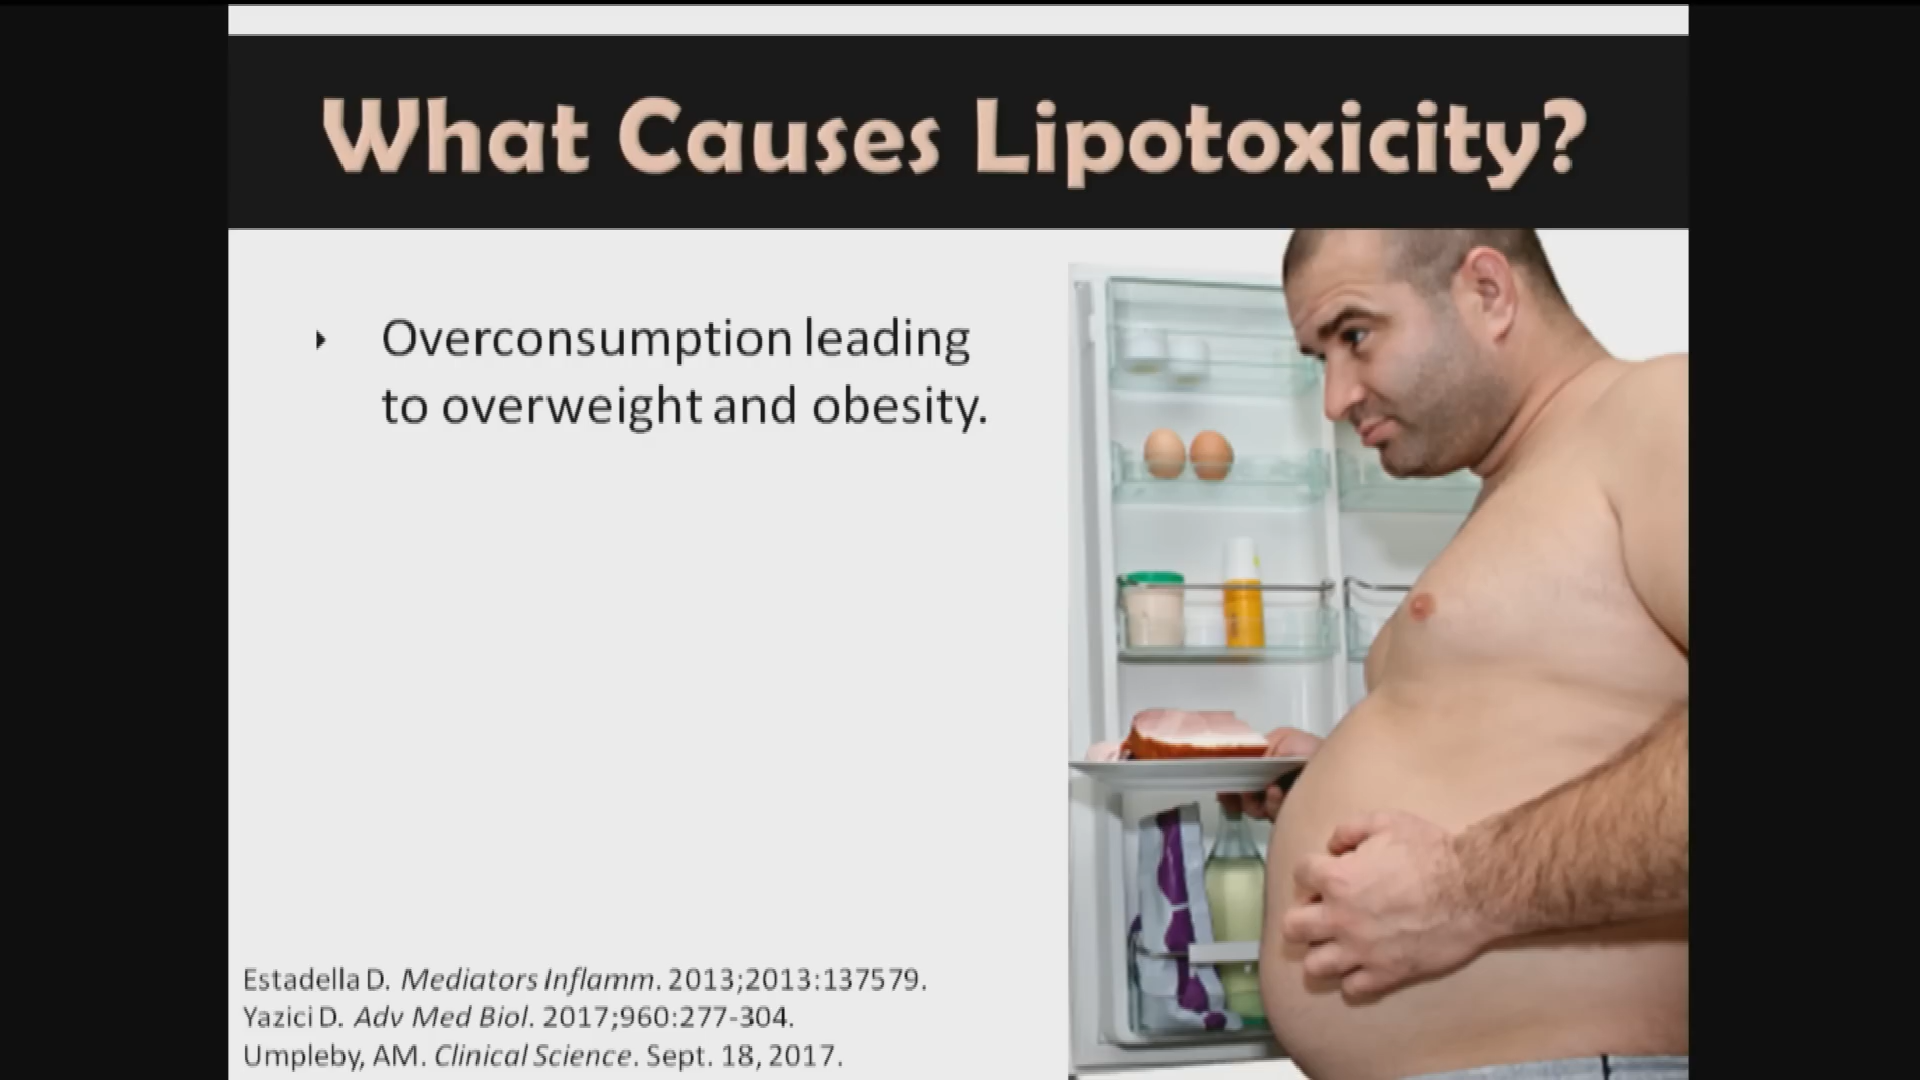 What Causes Lipotoxicity?
Overconsumption leading
to overweight and obesity.
Estadella D. Mediators Inflamm. 2013;2013:137579.
Yazici D. Adv Med Biol. 2017;960:277-304.
Umpleby, AM. Clinical Science. Sept. 18, 2017.